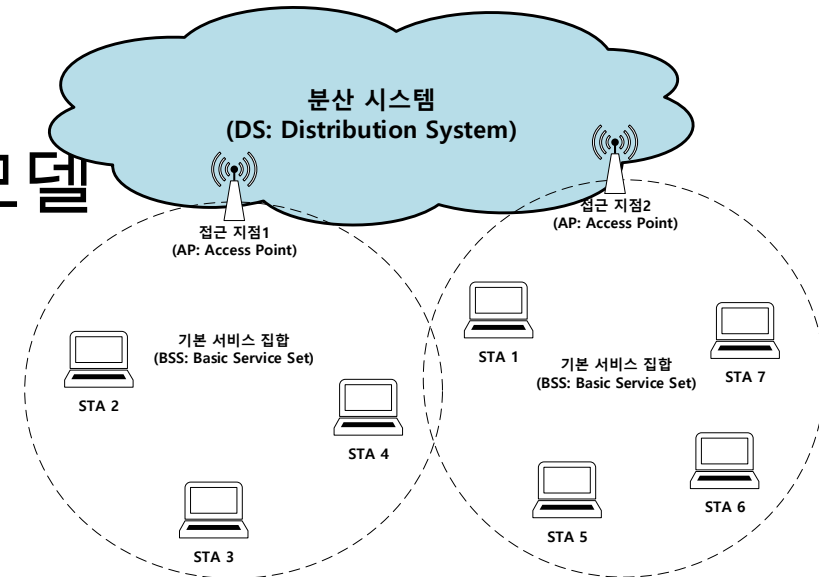 분산 시스템
(DS: Distribution System)
모델
접근 지점1
(AP: Access Point)
접근 지점2
(AP: Access Point)
기본 서비스 집합
(BSS: Basic Service Set)
STA 2
STA 4
STA 3
STA 1
기본 서비스 집합
(BSS: Basic Service Set)
STA 7
STA 6
STA 5